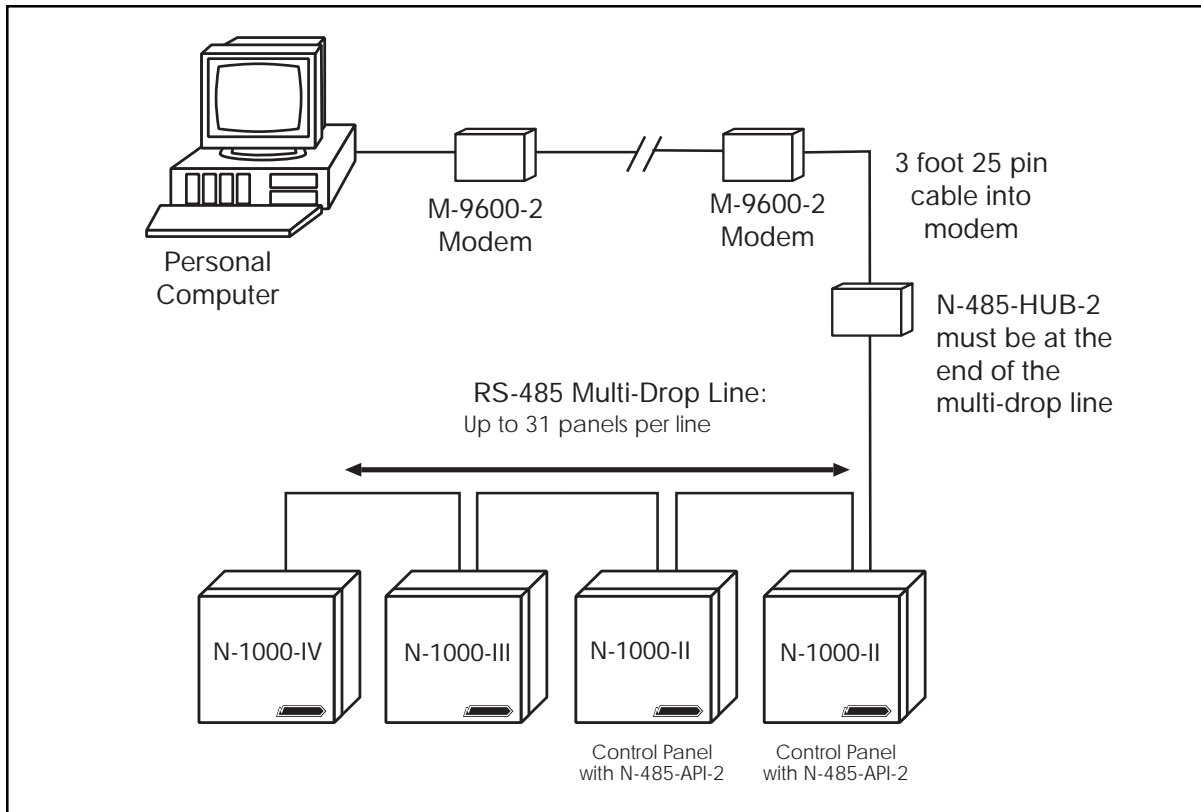 Personal
Computer
M-9600-2
Modem
M-9600-2
Modem
3 foot 25 pin
cable into
modem
N-485-HUB-2
must be at the
end of the
multi-drop line
RS-485 Multi-Drop Line:
Up to 31 panels per line
N-1000-IV
N-1000-III
N-1000-II
N-1000-II
Control Panel
with N-485-API-2
Control Panel
with N-485-API-2